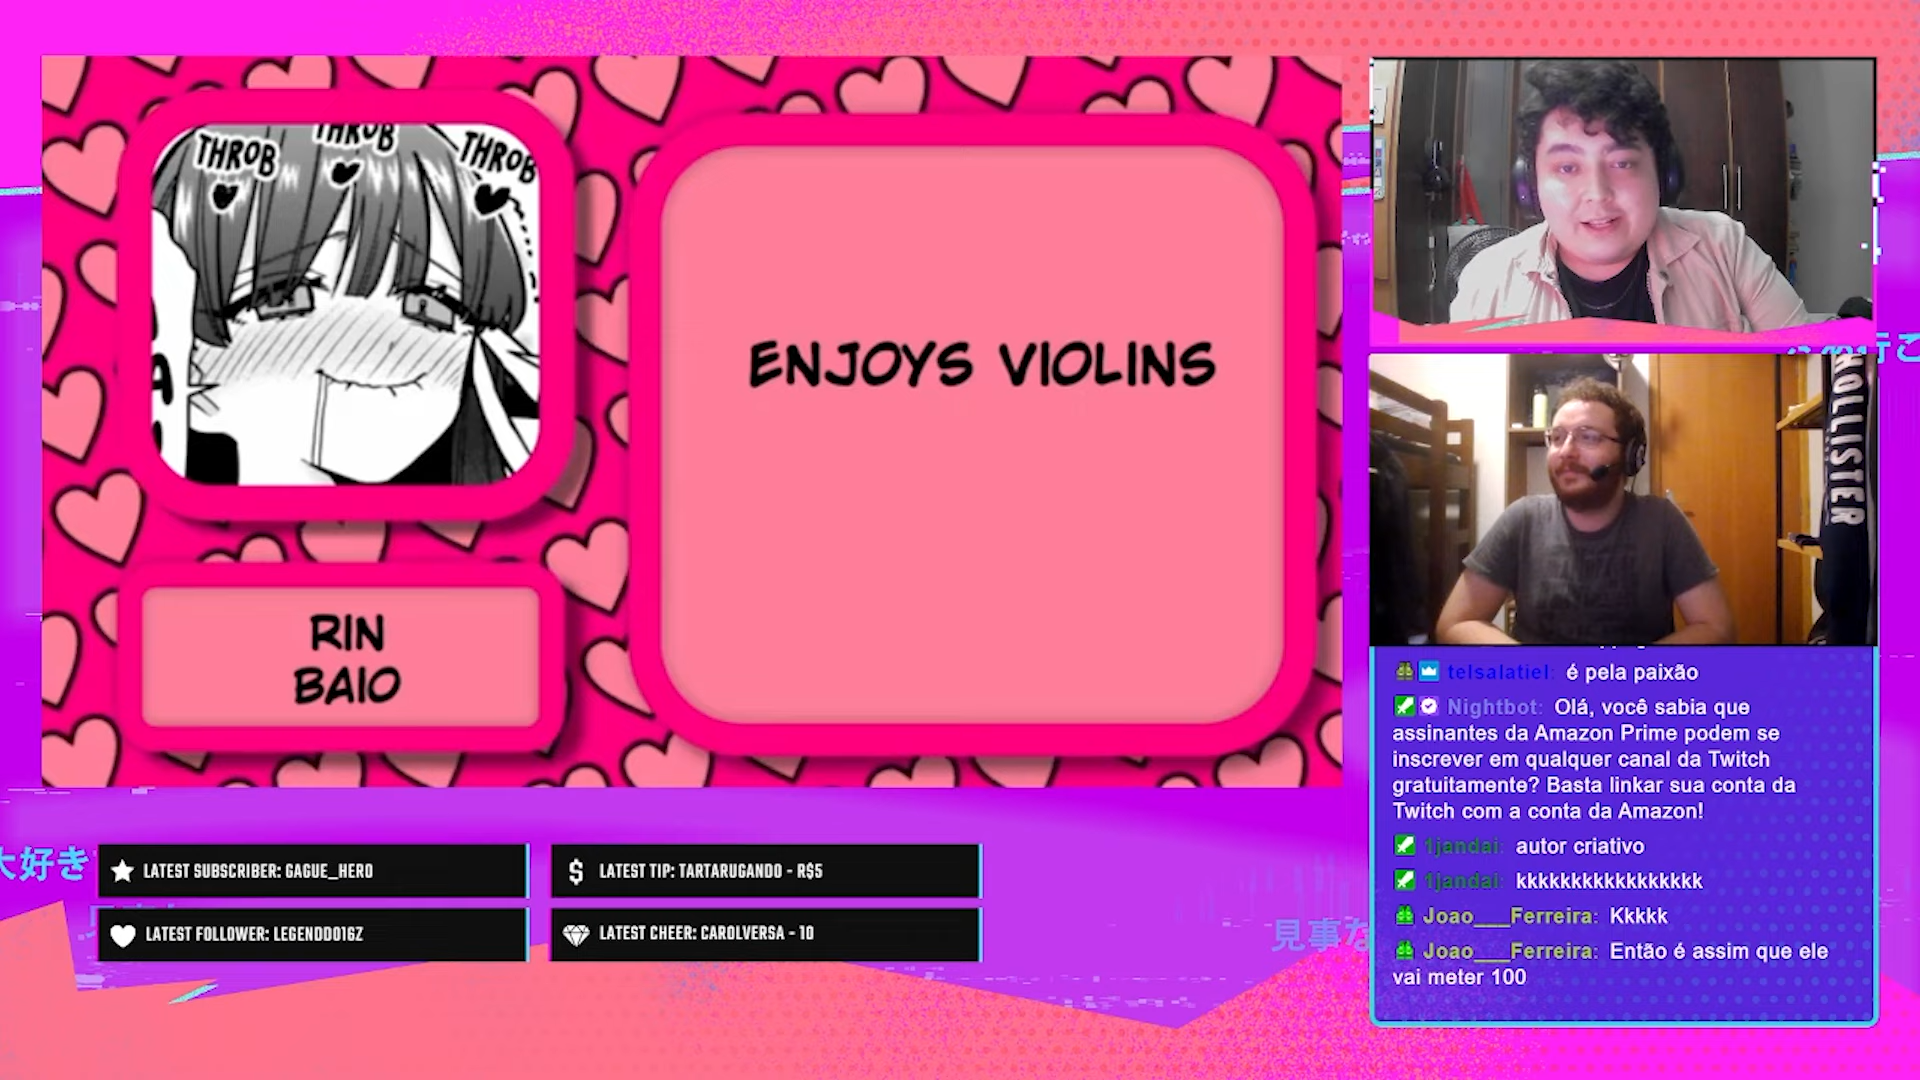 THROB
THROB
THROB
ENJOYS VIOLINS
RIN
BAIO
HOLLISTER
telsalatiel: é pela paixão
Nightbot: Olá, você sabia que
assinantes da Amazon Prime podem se
inscrever em qualquer canal da Twitch
gratuitamente? Basta linkar sua conta da
Twitch com a conta da Amazon!
1jandai: autor criativo
1jandai: kkkkkkkkkkkkkkkkk
Joao___Ferreira: Kkkkk
Joao___Ferreira: Então é assim que ele
vai meter 100
大好き
LATEST SUBSCRIBER: GAGUE_HERO
LATEST TIP: TARTARUGANDO - R$5
LATEST FOLLOWER: LEGENDD016Z
LATEST CHEER: CAROLVERSA - 10
見事な